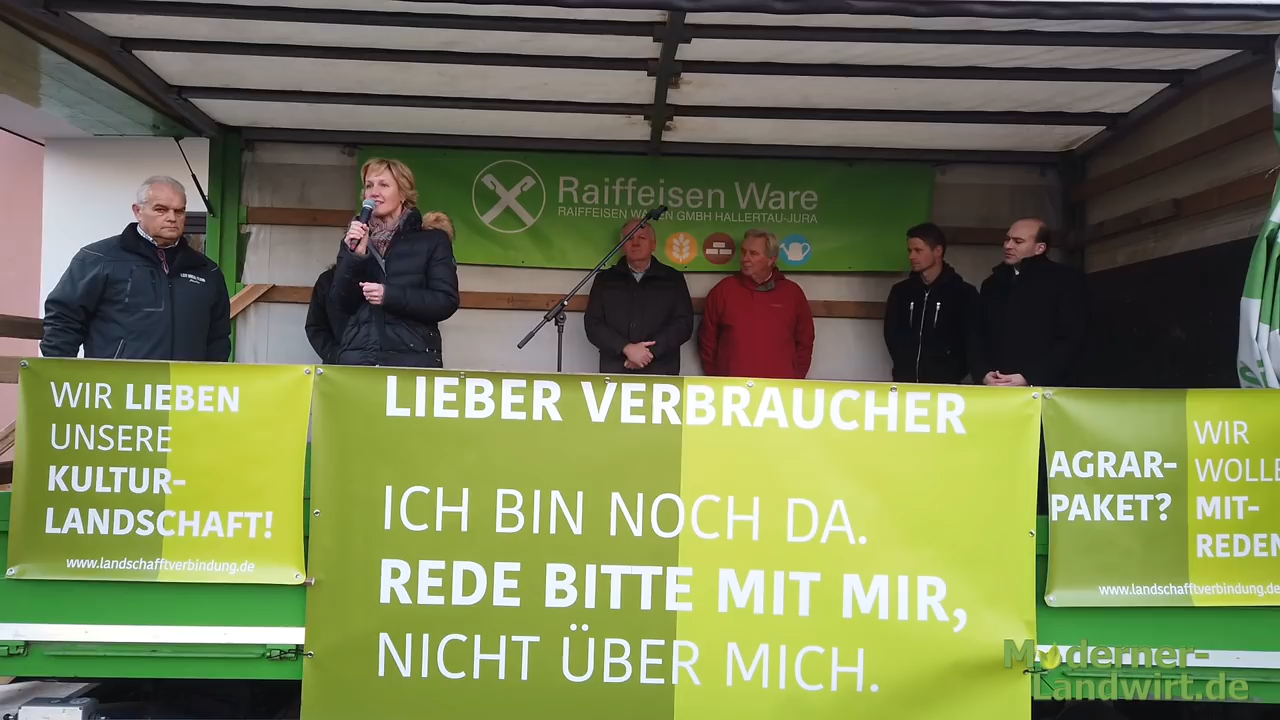 Raiffeisen Ware
RAIFFEISEN WAREN GMBH HALLERTAU-JURA
WIR LIEBEN
UNSERE
KULTUR-
LANDSCHAFT!
www.landschafftverbindung.de
LIEBER VERBRAUCHER
ICH BIN NOCH DA.
REDE BITTE MIT MIR,
NICHT ÜBER MICH.
AGRAR-
PAKET?
WIR
WOLLE
MIT-
REDEN
www.landschafftverbindung.de
Moderner-
Landwirt.de